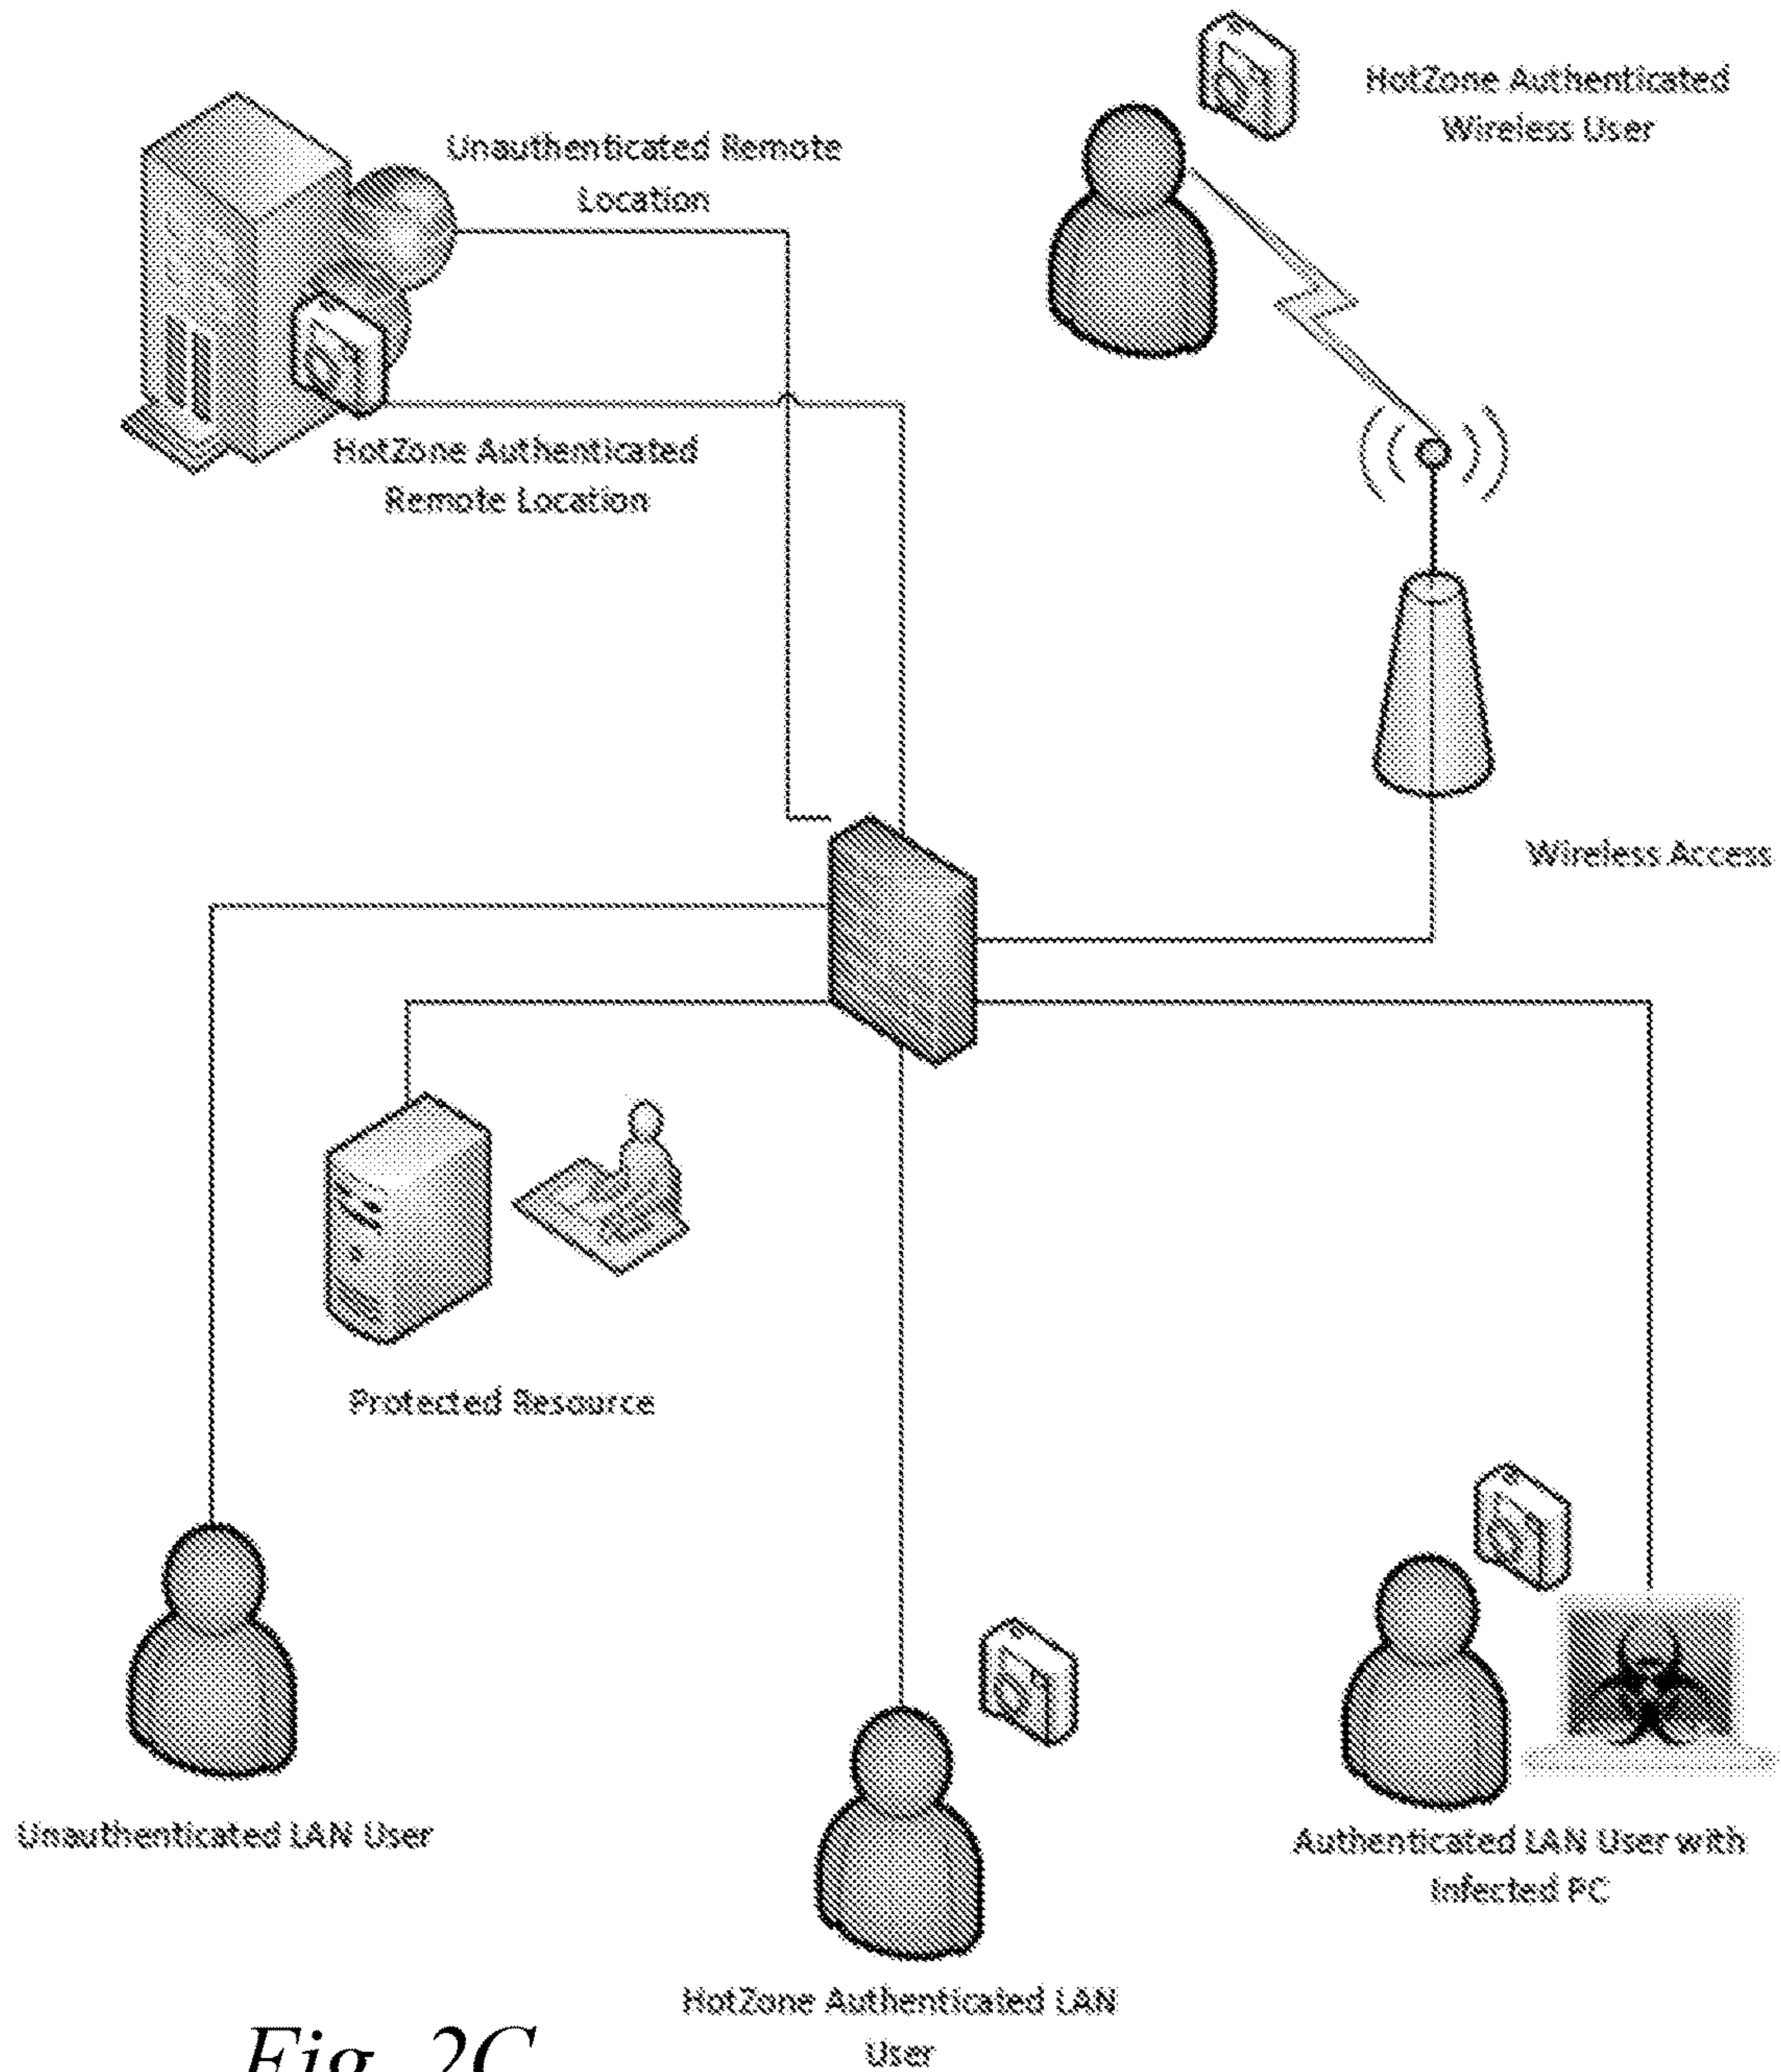 HotZone Authenticated
Wireless User
Unauthenticated Remote
Location
HotZone Authenticated
Remote Location
Wireless Access
Protected Resource
Unauthenticated LAN User
Authenticated LAN User with
Infected PC
HotZone Authenticated LAN
User
Fig. 2C